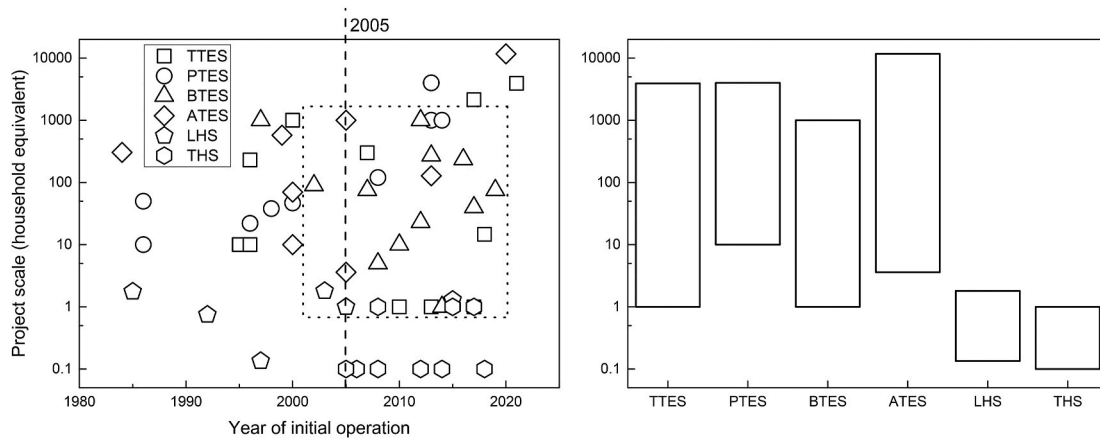 2005
TTES
PTES
BTES
ATES
LHS
THS
Project scale (household equivalent)
10000
1000
100
10
1
0.1
1980
1990
2000
2010
2020
Year of initial operation
10000
1000
100
10
1
0.1
TTES
PTES
BTES
ATES
LHS
THS